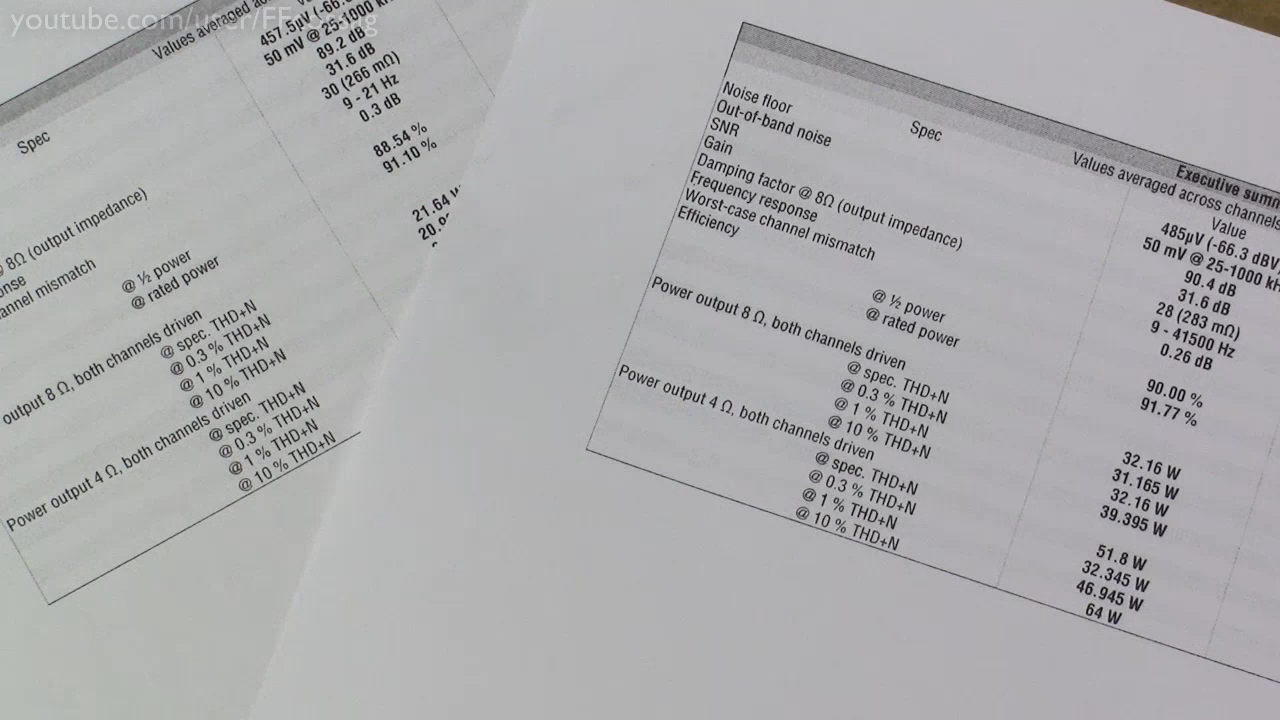 youtube.com/user/FF
Values averaged across
457.5µV (-66.
50 mV @ 25-1000 k
89.2 dB
31.6 dB
30 (266 mΩ)
9 - 21 Hz
0.3 dB
Spec
88.54 %
91.10 %
@ 8Ω (output impedance)
onse
channel mismatch
@ ½ power
@ rated power
21.64 W
20.9
output 8 Ω, both channels driven
@ spec. THD+N
@ 0.3 % THD+N
@ 1 % THD+N
@ 10 % THD+N
Power output 4 Ω, both channels driven
@ spec. THD+N
@ 0.3 % THD+N
@ 1 % THD+N
@ 10 % THD+N
Executive summ
Spec
Values averaged across channels
Value
Noise floor
485µV (-66.3 dBV
Out-of-band noise
50 mV @ 25-1000 kH
SNR
90.4 dB
Gain
31.6 dB
Damping factor @ 8Ω (output impedance)
28 (283 mΩ)
Frequency response
9 - 41500 Hz
Worst-case channel mismatch
0.26 dB
Efficiency
@ ½ power
90.00 %
@ rated power
91.77 %
Power output 8 Ω, both channels driven
@ spec. THD+N
32.16 W
@ 0.3 % THD+N
31.165 W
@ 1 % THD+N
32.16 W
@ 10 % THD+N
39.395 W
Power output 4 Ω, both channels driven
@ spec. THD+N
51.8 W
@ 0.3 % THD+N
32.345 W
@ 1 % THD+N
46.945 W
@ 10 % THD+N
64 W